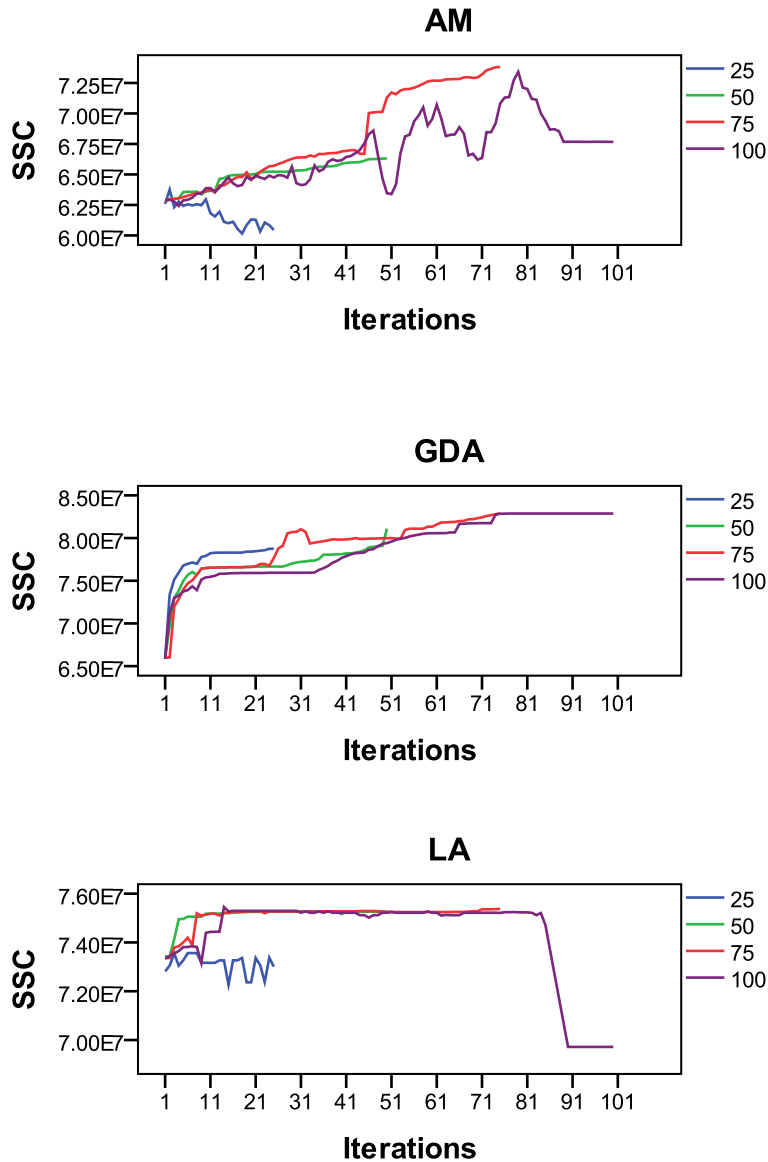 AM
SSC
7.25E7
7.00E7
6.75E7
6.50E7
6.25E7
6.00E7
1 11 21 31 41 51 61 71 81 91 101
Iterations
25
50
75
100
GDA
SSC
8.50E7
8.00E7
7.50E7
7.00E7
6.50E7
1 11 21 31 41 51 61 71 81 91 101
Iterations
25
50
75
100
LA
SSC
7.60E7
7.40E7
7.20E7
7.00E7
1 11 21 31 41 51 61 71 81 91 101
Iterations
25
50
75
100